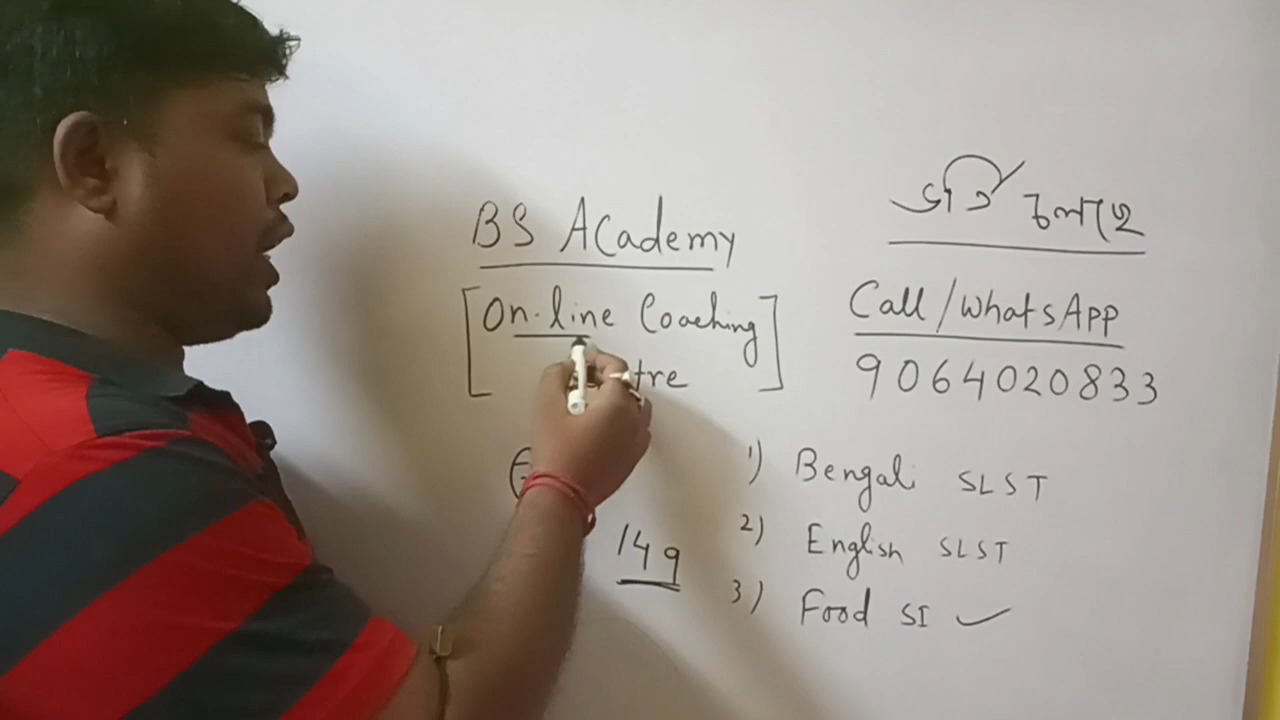 BS Academy
[On-line Coaching
tre]
149
ভর্তি চলছে
Call/WhatsApp
9064020833
1) Bengali SLST
2) English SLST
3) Food SI ✓